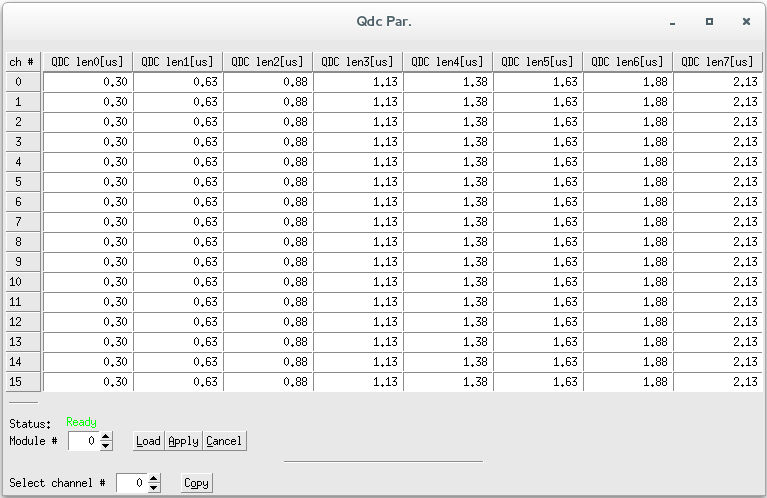 Qdc Par.
ch # QDC len0[us] QDC len1[us] QDC len2[us] QDC len3[us] QDC len4[us] QDC len5[us] QDC len6[us] QDC len7[us]
0 0.30 0.63 0.88 1.13 1.38 1.63 1.88 2.13
1 0.30 0.63 0.88 1.13 1.38 1.63 1.88 2.13
2 0.30 0.63 0.88 1.13 1.38 1.63 1.88 2.13
3 0.30 0.63 0.88 1.13 1.38 1.63 1.88 2.13
4 0.30 0.63 0.88 1.13 1.38 1.63 1.88 2.13
5 0.30 0.63 0.88 1.13 1.38 1.63 1.88 2.13
6 0.30 0.63 0.88 1.13 1.38 1.63 1.88 2.13
7 0.30 0.63 0.88 1.13 1.38 1.63 1.88 2.13
8 0.30 0.63 0.88 1.13 1.38 1.63 1.88 2.13
9 0.30 0.63 0.88 1.13 1.38 1.63 1.88 2.13
10 0.30 0.63 0.88 1.13 1.38 1.63 1.88 2.13
11 0.30 0.63 0.88 1.13 1.38 1.63 1.88 2.13
12 0.30 0.63 0.88 1.13 1.38 1.63 1.88 2.13
13 0.30 0.63 0.88 1.13 1.38 1.63 1.88 2.13
14 0.30 0.63 0.88 1.13 1.38 1.63 1.88 2.13
15 0.30 0.63 0.88 1.13 1.38 1.63 1.88 2.13
Status: Ready
Module # 0 Load Apply Cancel
Select channel # 0 Copy